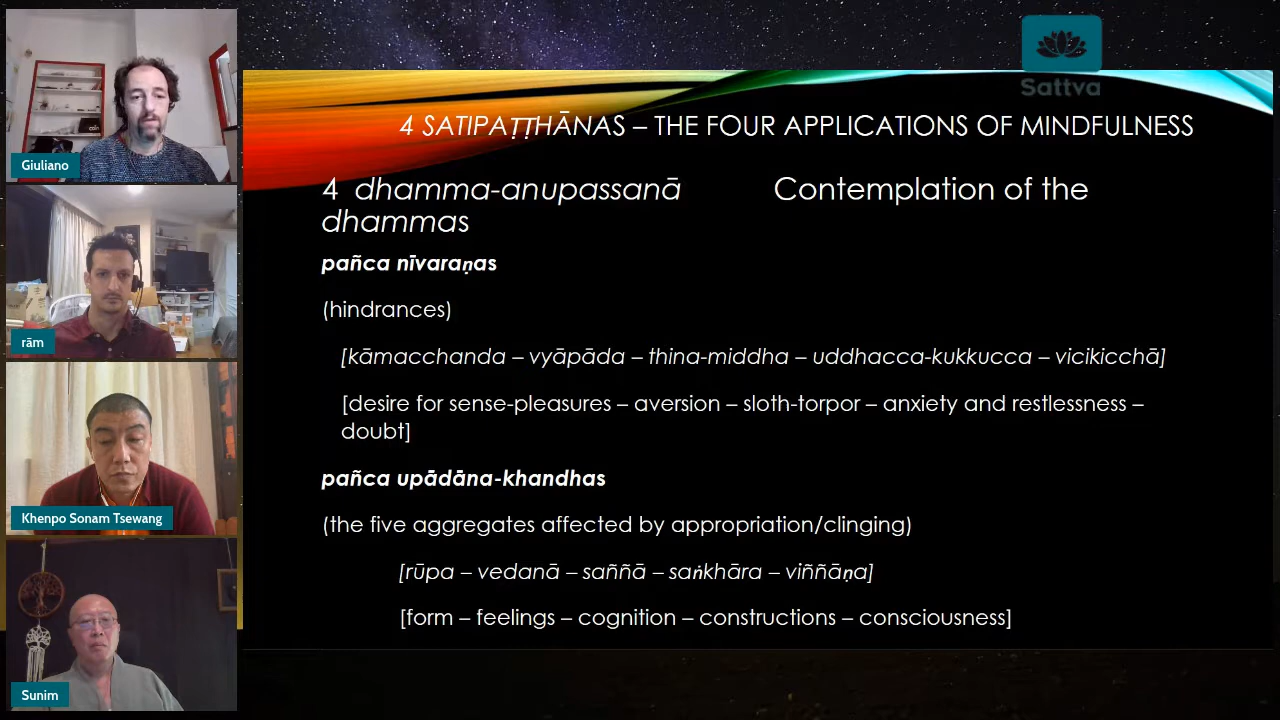 Giuliano
rām
Khenpo Sonam Tsewang
Sunim
Sattva
4 SATIPAṬṬHĀNAS – THE FOUR APPLICATIONS OF MINDFULNESS
4 dhamma-anupassanā Contemplation of the
dhammas
pañca nīvaraṇas
(hindrances)
[kāmacchanda – vyāpāda – thina-middha – uddhacca-kukkucca – vicikicchā]
[desire for sense-pleasures – aversion – sloth-torpor – anxiety and restlessness –
doubt]
pañca upādāna-khandhas
(the five aggregates affected by appropriation/clinging)
[rūpa – vedanā – saññā – saṅkhāra – viññāṇa]
[form – feelings – cognition – constructions – consciousness]